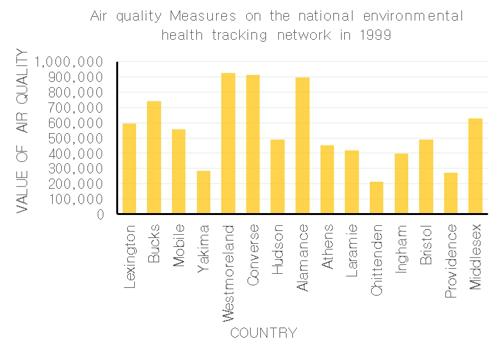 Air quality Measures on the national environmental
health tracking network in 1999
VALUE OF AIR QUALITY
1,000,000
900,000
800,000
700,000
600,000
500,000
400,000
300,000
200,000
100,000
0
Lexington
Bucks
Mobile
Yakima
Westmoreland
Converse
Hudson
Alamance
Athens
Laramie
Chittenden
Ingham
Bristol
Providence
Middlesex
COUNTRY